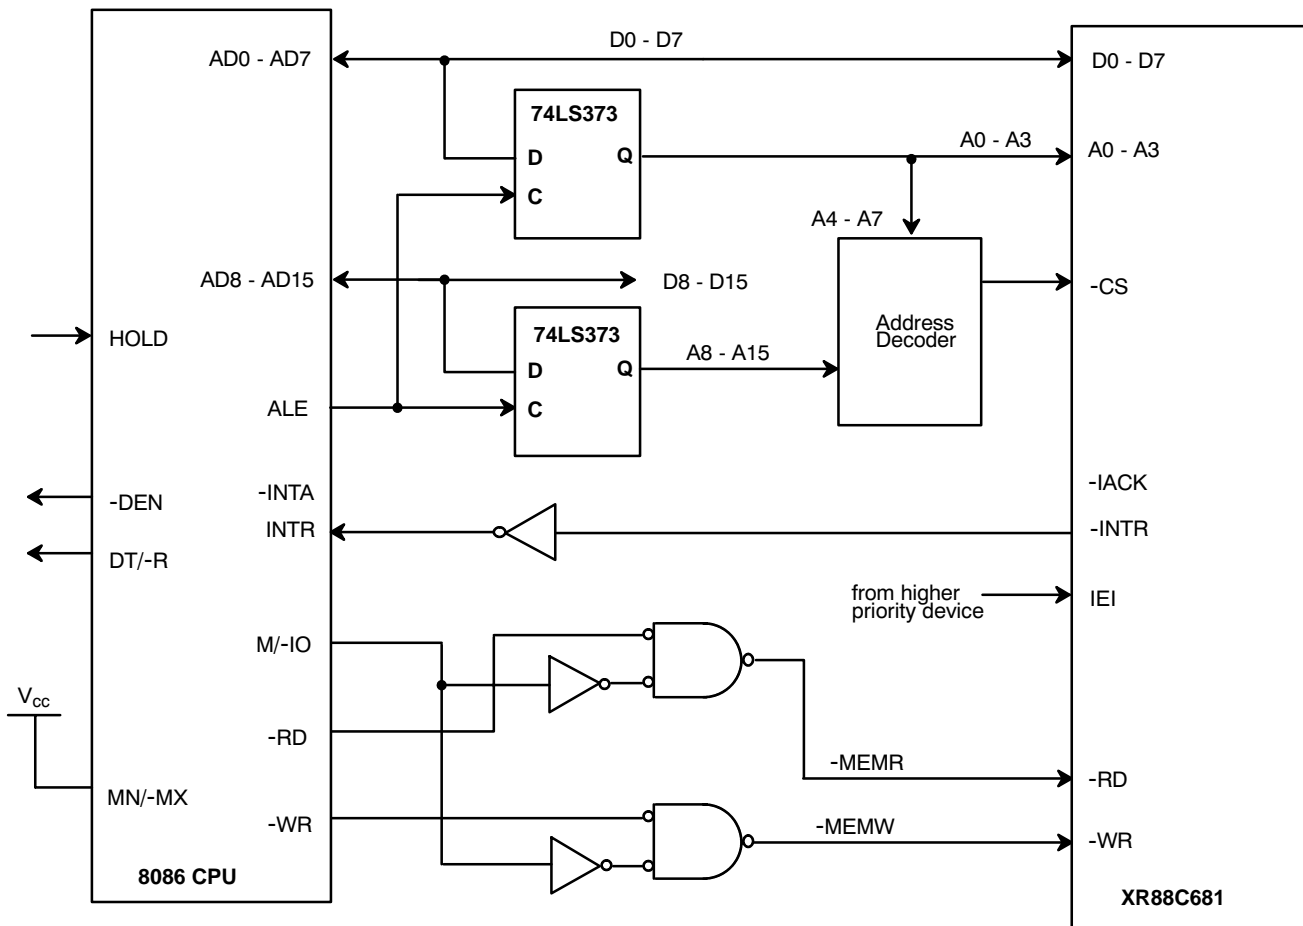 D0 - D7
AD0 - AD7
D0 - D7
74LS373
D
Q
C
A0 - A3
A0 - A3
A4 - A7
AD8 - AD15
D8 - D15
-CS
Address
Decoder
HOLD
74LS373
D
Q
C
A8 - A15
ALE
-DEN
-INTA
INTR
-IACK
-INTR
DT/-R
from higher
priority device
IEI
M/-IO
Vcc
-RD
-MEMR
-RD
MN/-MX
-WR
-MEMW
-WR
8086 CPU
XR88C681